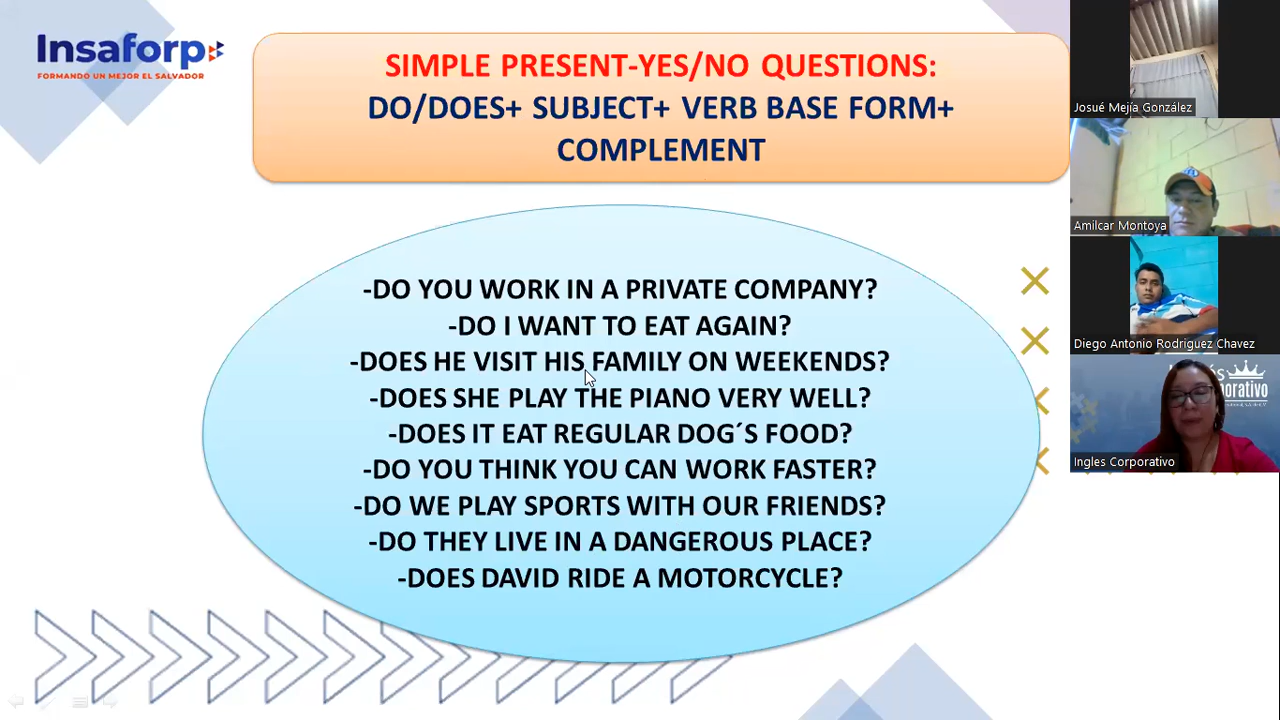 Insaforp
FORMANDO UN MEJOR EL SALVADOR
SIMPLE PRESENT-YES/NO QUESTIONS:
DO/DOES+ SUBJECT+ VERB BASE FORM+
COMPLEMENT
-DO YOU WORK IN A PRIVATE COMPANY?
-DO I WANT TO EAT AGAIN?
-DOES HE VISIT HIS FAMILY ON WEEKENDS?
-DOES SHE PLAY THE PIANO VERY WELL?
-DOES IT EAT REGULAR DOG´S FOOD?
-DO YOU THINK YOU CAN WORK FASTER?
-DO WE PLAY SPORTS WITH OUR FRIENDS?
-DO THEY LIVE IN A DANGEROUS PLACE?
-DOES DAVID RIDE A MOTORCYCLE?
Josué Mejía González
Amílcar Montoya
Diego Antonio Rodriguez Chavez
Ingles Corporativo